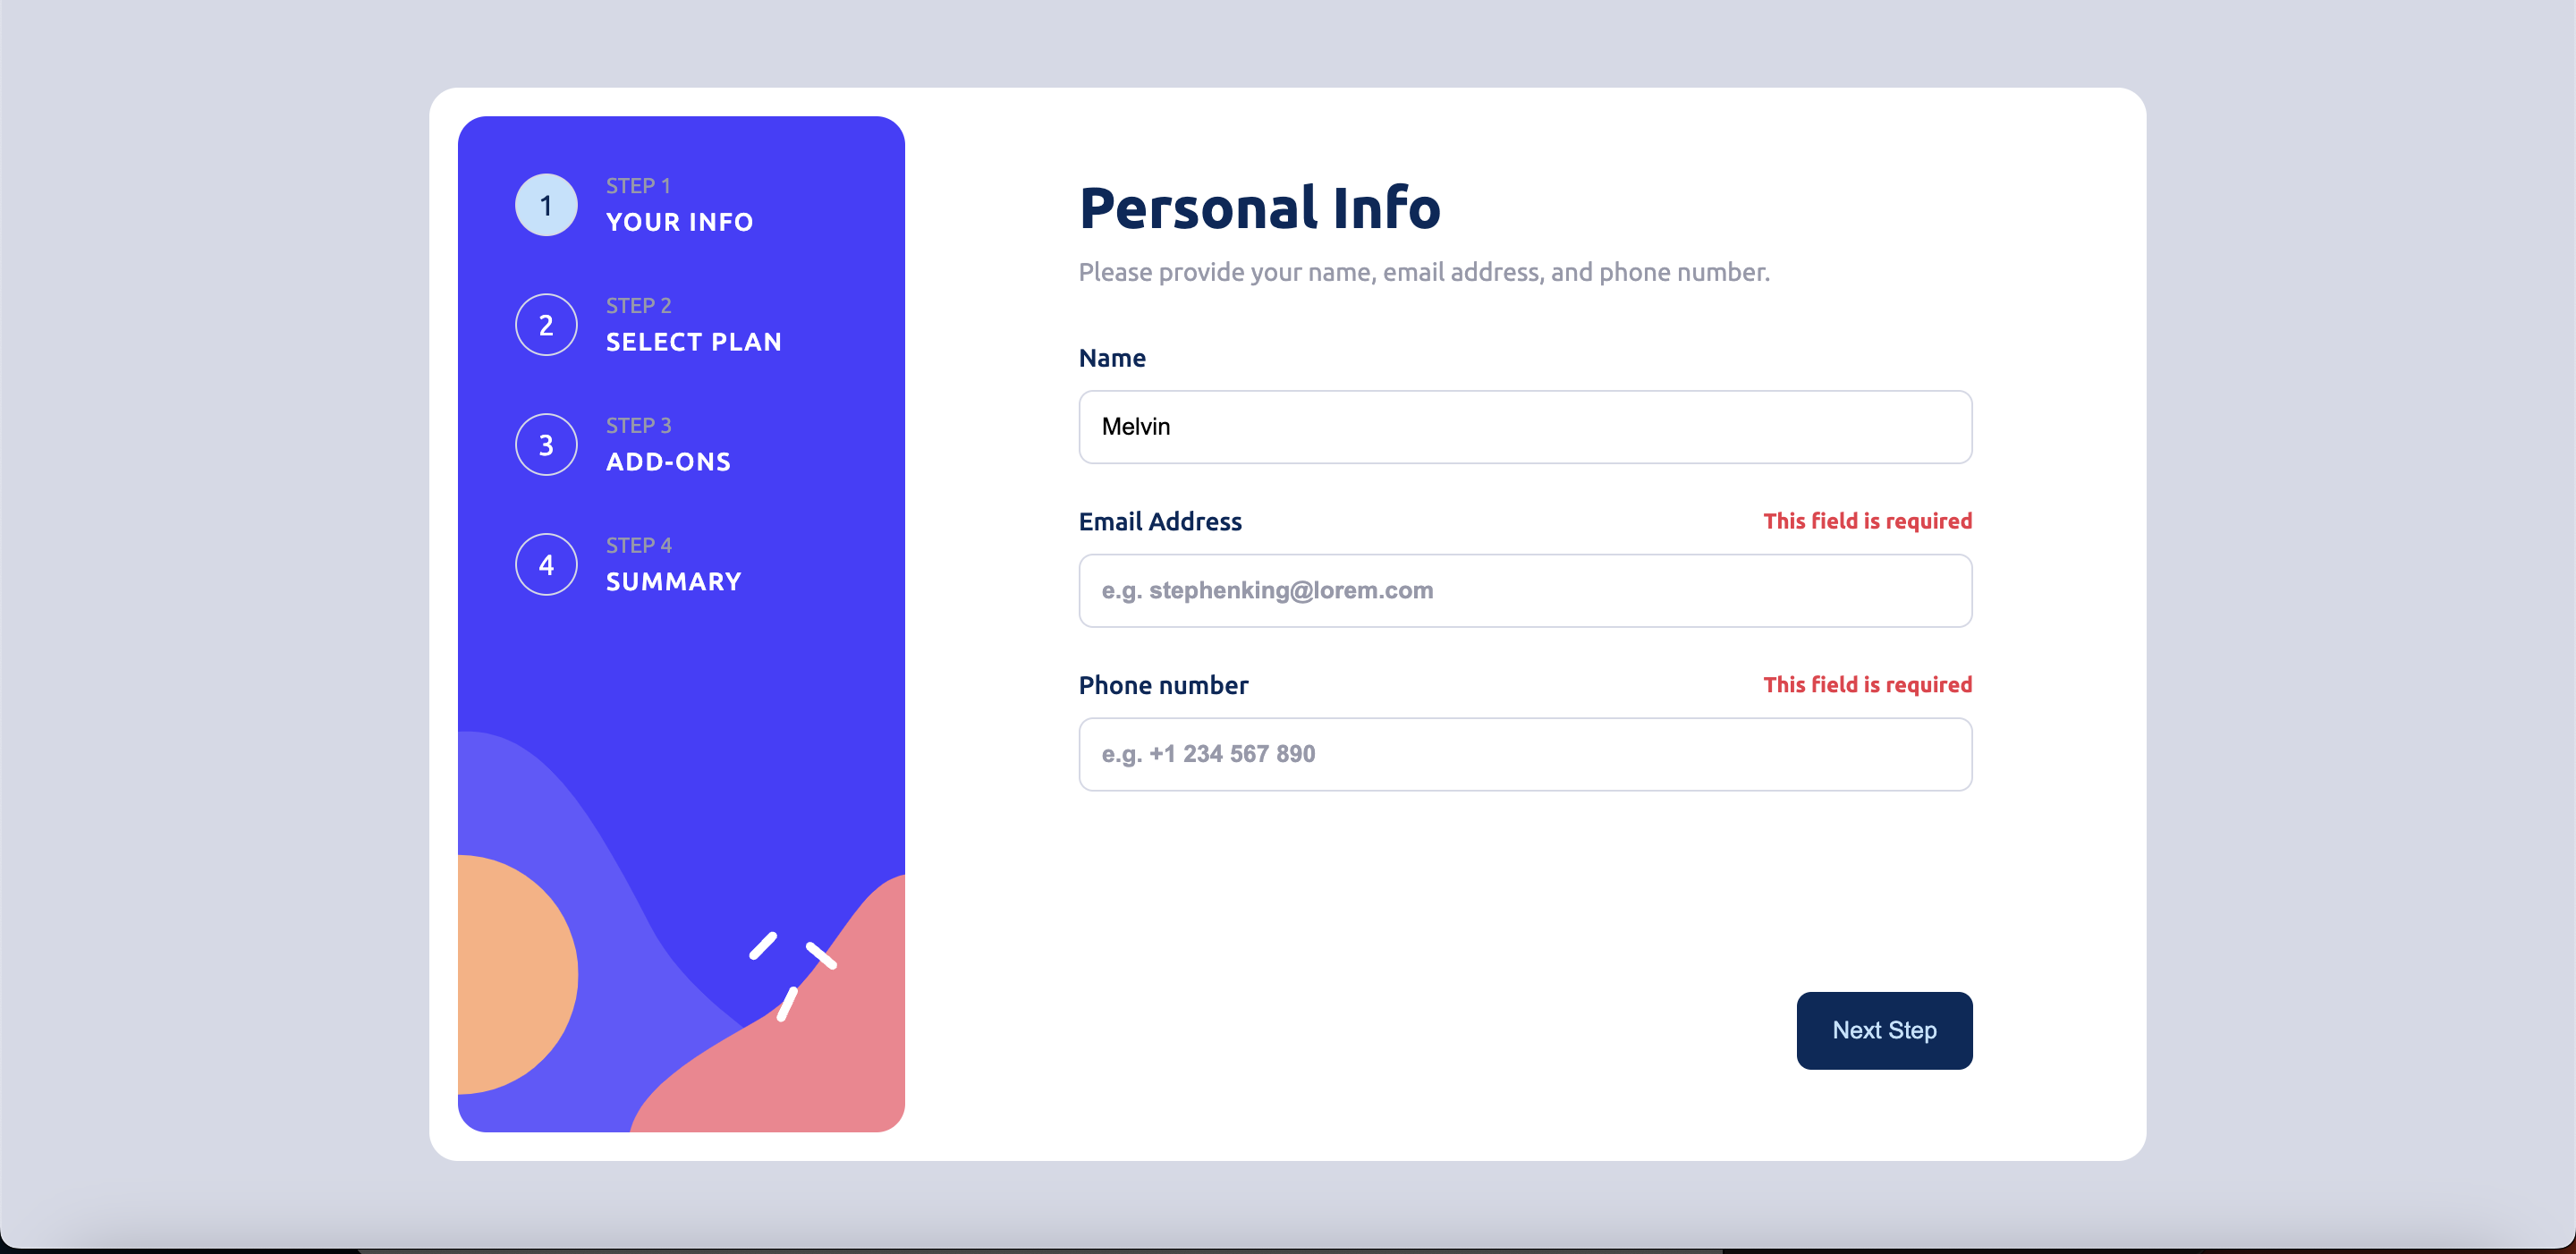 1
STEP 1
YOUR INFO
2
STEP 2
SELECT PLAN
3
STEP 3
ADD-ONS
4
STEP 4
SUMMARY
Personal Info
Please provide your name, email address, and phone number.
Name
Melvin
Email Address
This field is required
e.g. stephenking@lorem.com
Phone number
This field is required
e.g. +1 234 567 890
Next Step